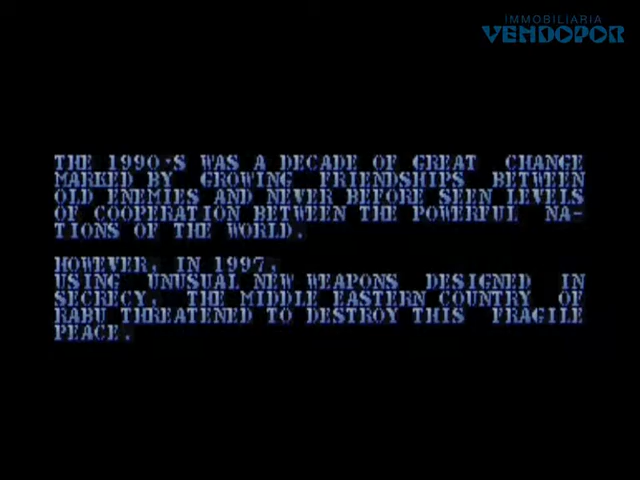 IMMOBILIARIA
VENDOPOR
THE 1990'S WAS A DECADE OF GREAT CHANGE
MARKED BY GROWING FRIENDSHIPS BETWEEN
OLD ENEMIES AND NEVER BEFORE SEEN LEVELS
OF COOPERATION BETWEEN THE POWERFUL NA-
TIONS OF THE WORLD.
HOWEVER, IN 1997,
USING UNUSUAL NEW WEAPONS DESIGNED IN
SECRECY, THE MIDDLE EASTERN COUNTRY OF
RABU THREATENED TO DESTROY THIS FRAGILE
PEACE.